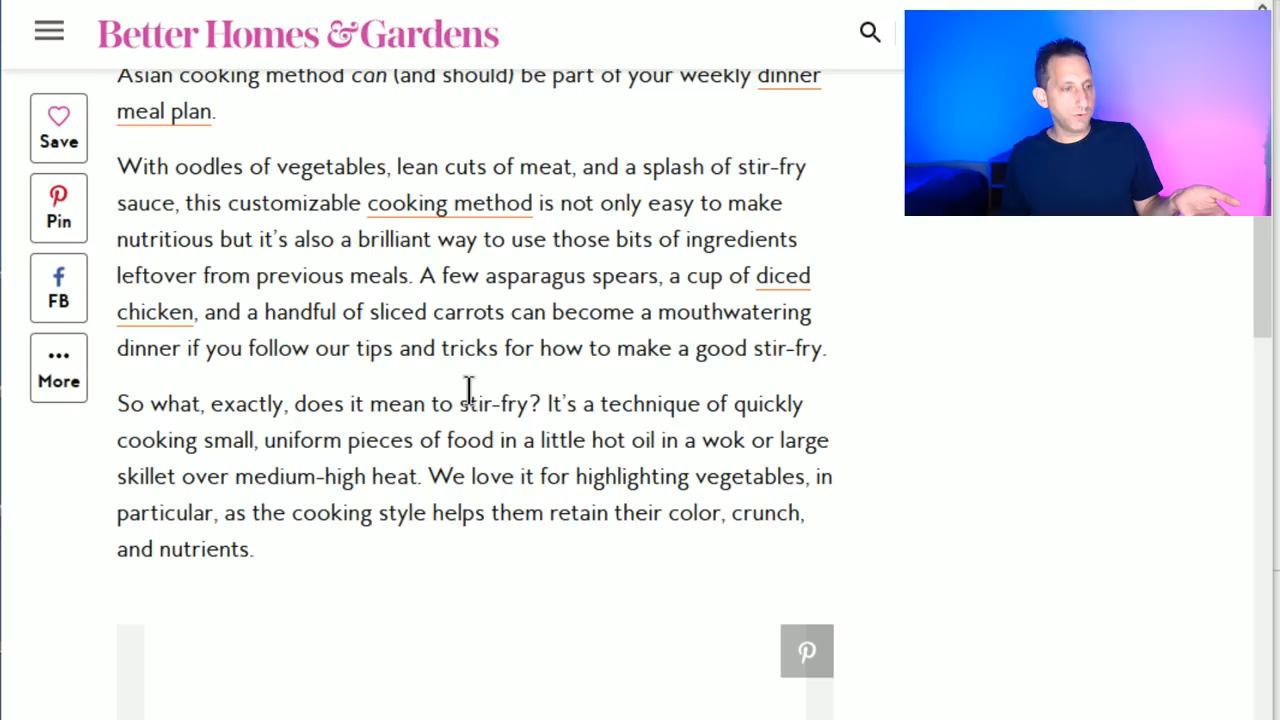 Better Homes & Gardens
Asian cooking method can (and should) be part of your weekly dinner
meal plan.
With oodles of vegetables, lean cuts of meat, and a splash of stir-fry
sauce, this customizable cooking method is not only easy to make
nutritious but it's also a brilliant way to use those bits of ingredients
leftover from previous meals. A few asparagus spears, a cup of diced
chicken, and a handful of sliced carrots can become a mouthwatering
dinner if you follow our tips and tricks for how to make a good stir-fry.
So what, exactly, does it mean to stir-fry? It's a technique of quickly
cooking small, uniform pieces of food in a little hot oil in a wok or large
skillet over medium-high heat. We love it for highlighting vegetables, in
particular, as the cooking style helps them retain their color, crunch,
and nutrients.
Save
Pin
FB
More